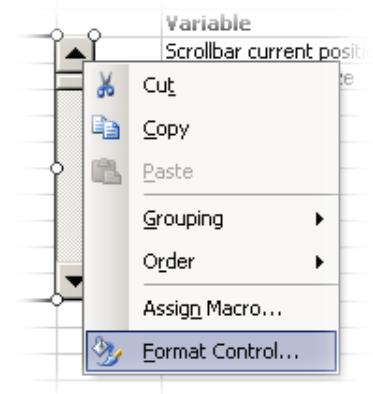 Variable
Scrollbar current positi
e
Cut
Copy
Paste
Grouping
Order
Assign Macro...
Format Control...